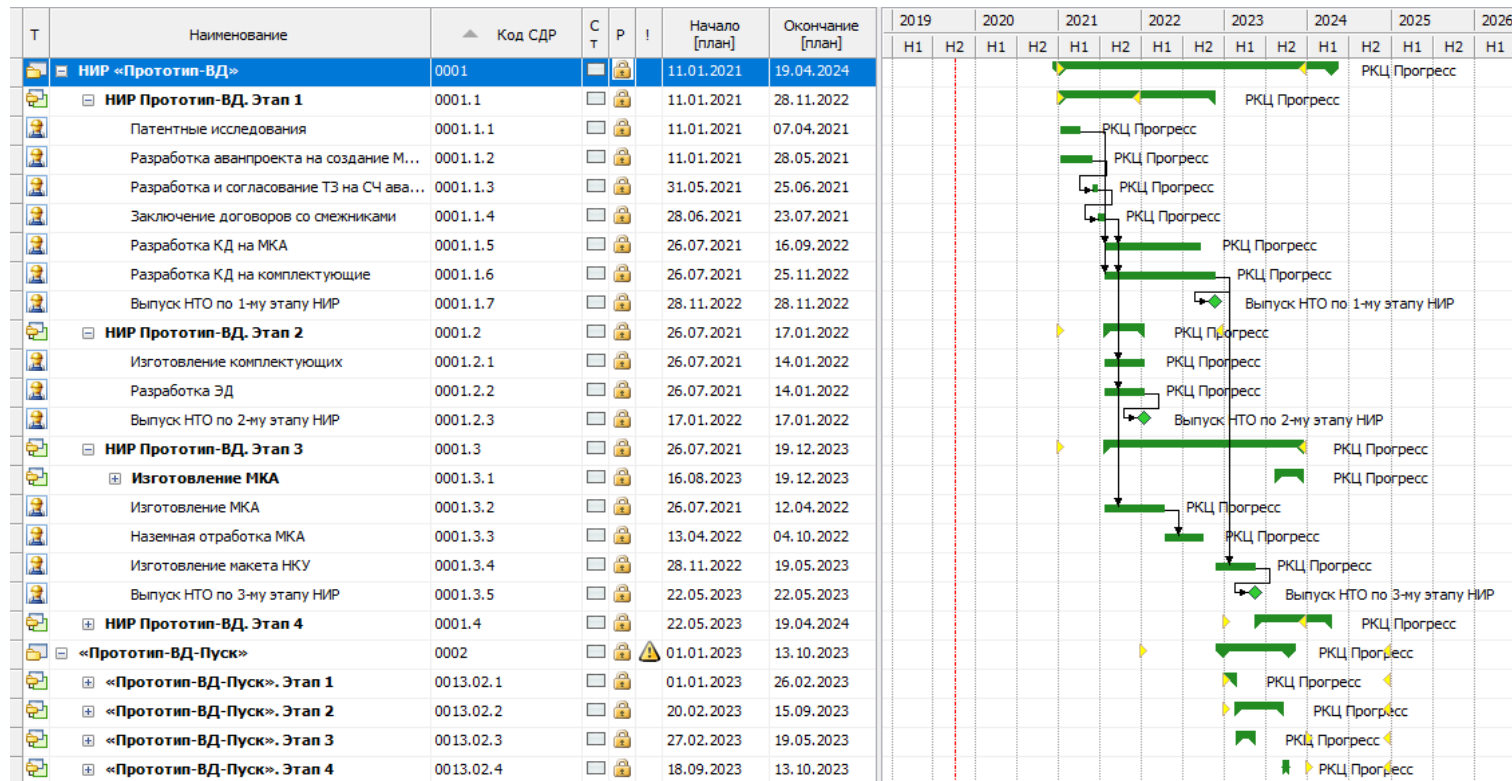 Т Наименование Код СДР Ст Р ! Начало [план] Окончание [план] 2019 2020 2021 2022 2023 2024 2025 2026
H1 H2 H1 H2 H1 H2 H1 H2 H1 H2 H1 H2 H1 H2 H1
НИР «Прототип-ВД» 0001 11.01.2021 19.04.2024 РКЦ Прогресс
НИР Прототип-ВД. Этап 1 0001.1 11.01.2021 28.11.2022 РКЦ Прогресс
Патентные исследования 0001.1.1 11.01.2021 07.04.2021 РКЦ Прогресс
Разработка аванпроекта на создание М... 0001.1.2 11.01.2021 28.05.2021 РКЦ Прогресс
Разработка и согласование ТЗ на СЧ ава... 0001.1.3 31.05.2021 25.06.2021 РКЦ Прогресс
Заключение договоров со смежниками 0001.1.4 28.06.2021 23.07.2021 РКЦ Прогресс
Разработка КД на МКА 0001.1.5 26.07.2021 16.09.2022 РКЦ Прогресс
Разработка КД на комплектующие 0001.1.6 26.07.2021 25.11.2022 РКЦ Прогресс
Выпуск НТО по 1-му этапу НИР 0001.1.7 28.11.2022 28.11.2022 Выпуск НТО по 1-му этапу НИР
НИР Прототип-ВД. Этап 2 0001.2 26.07.2021 17.01.2022 РКЦ Прогресс
Изготовление комплектующих 0001.2.1 26.07.2021 14.01.2022 РКЦ Прогресс
Разработка ЭД 0001.2.2 26.07.2021 14.01.2022 РКЦ Прогресс
Выпуск НТО по 2-му этапу НИР 0001.2.3 17.01.2022 17.01.2022 Выпуск НТО по 2-му этапу НИР
НИР Прототип-ВД. Этап 3 0001.3 26.07.2021 19.12.2023 РКЦ Прогресс
Изготовление МКА 0001.3.1 16.08.2023 19.12.2023 РКЦ Прогресс
Изготовление МКА 0001.3.2 26.07.2021 12.04.2022 РКЦ Прогресс
Наземная отработка МКА 0001.3.3 13.04.2022 04.10.2022 РКЦ Прогресс
Изготовление макета НКУ 0001.3.4 28.11.2022 19.05.2023 РКЦ Прогресс
Выпуск НТО по 3-му этапу НИР 0001.3.5 22.05.2023 22.05.2023 Выпуск НТО по 3-му этапу НИР
НИР Прототип-ВД. Этап 4 0001.4 22.05.2023 19.04.2024 РКЦ Прогресс
«Прототип-ВД-Пуск» 0002 01.01.2023 13.10.2023 РКЦ Прогресс
«Прототип-ВД-Пуск». Этап 1 0013.02.1 01.01.2023 26.02.2023 РКЦ Прогресс
«Прототип-ВД-Пуск». Этап 2 0013.02.2 20.02.2023 15.09.2023 РКЦ Прогресс
«Прототип-ВД-Пуск». Этап 3 0013.02.3 27.02.2023 19.05.2023 РКЦ Прогресс
«Прототип-ВД-Пуск». Этап 4 0013.02.4 18.09.2023 13.10.2023 РКЦ Прогресс